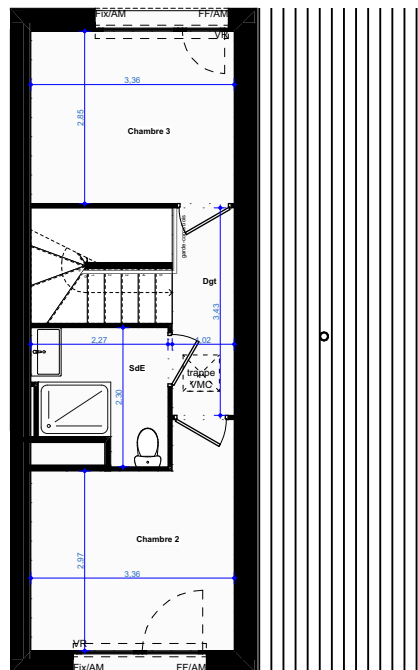 Fix/AM FF/AM
VR
3,36
2,85
Chambre 3
garde-corps bois
Dgt
3,43
2,27 1,02
SdE
trappe
VMC
2,30
Chambre 2
2,97
3,36
VR
Fix/AM FF/AM